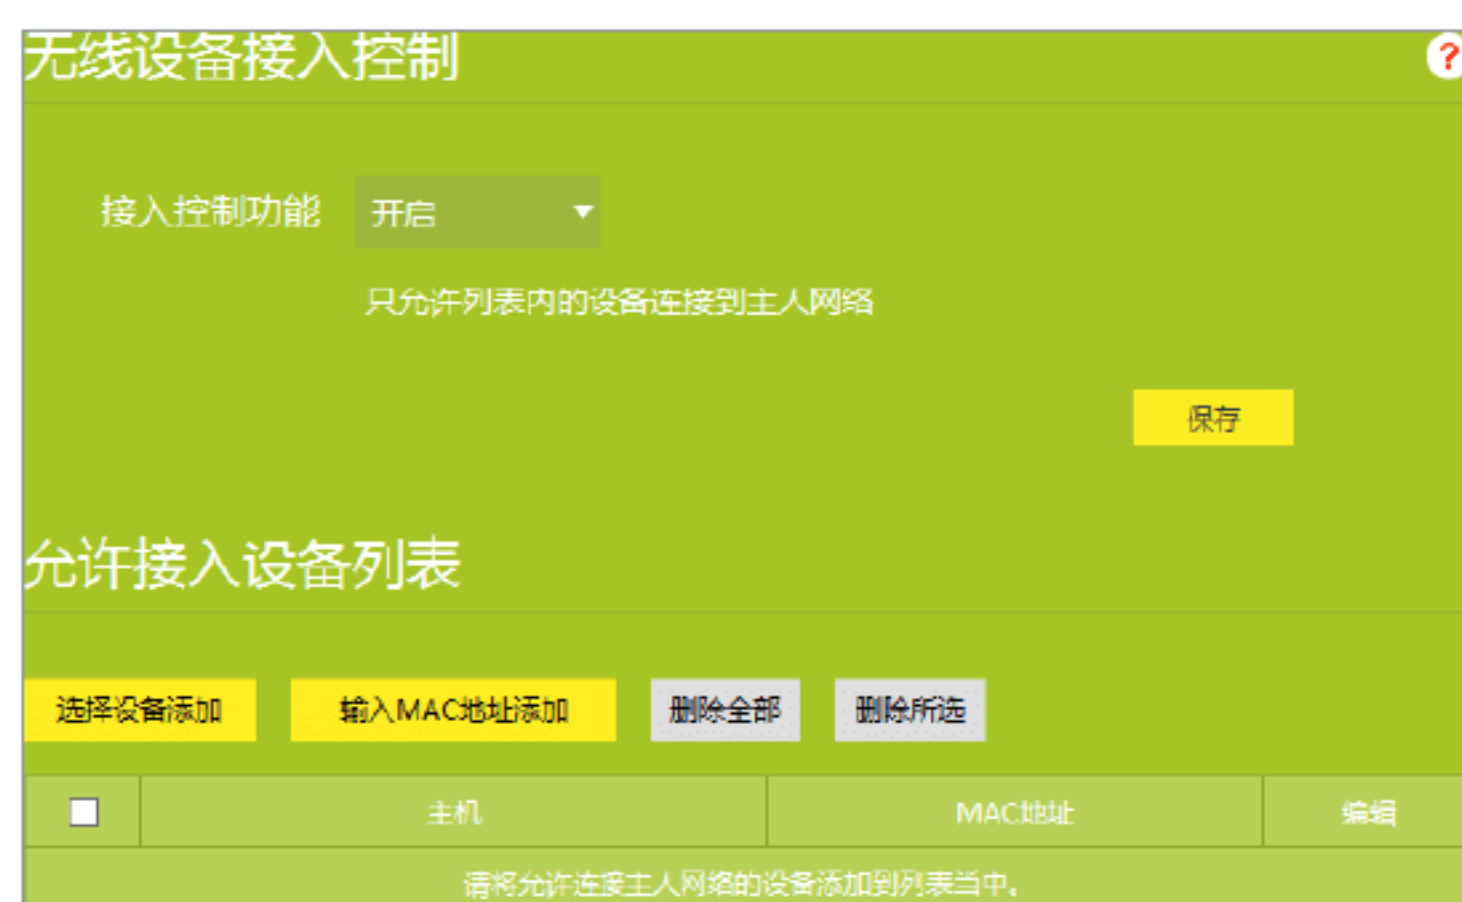 无线设备接入控制
?
接入控制功能 开启
只允许列表内的设备连接到主人网络
保存
允许接入设备列表
选择设备添加 输入MAC地址添加 删除全部 删除所选
主机 MAC地址 编辑
请将允许连接主人网络的设备添加到列表当中。